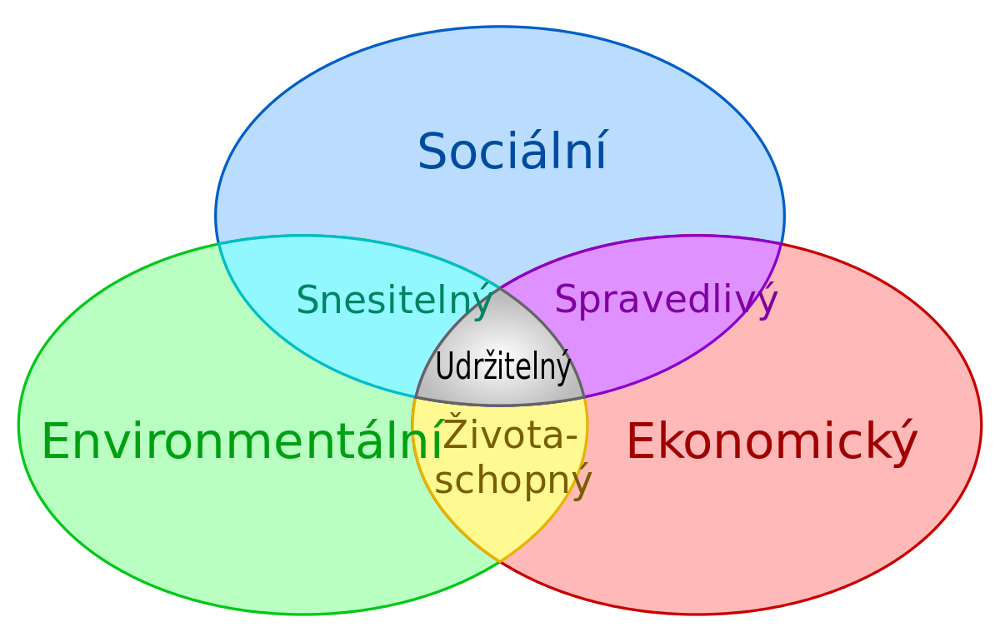 Sociální
Snesitelný
Spravedlivý
Udržitelný
Environmentální
Života-
schopný
Ekonomický